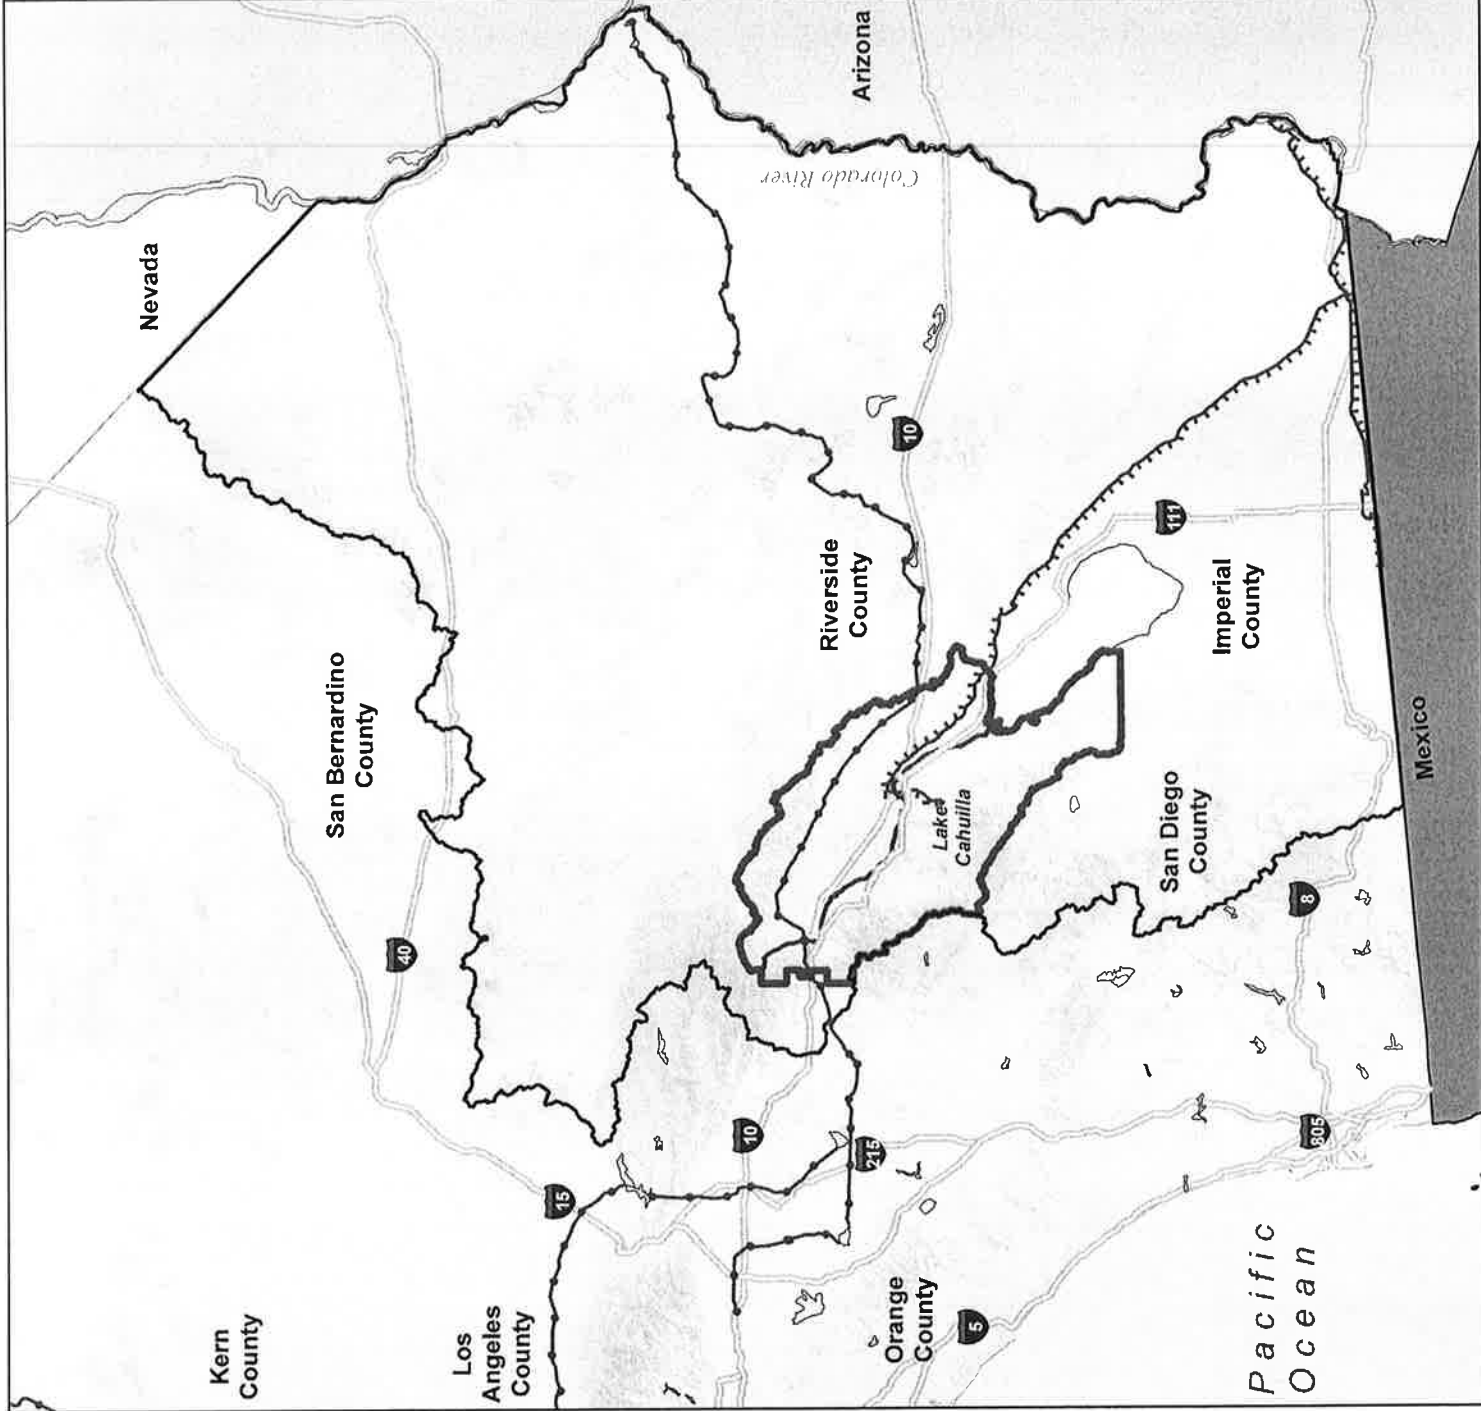 Kern
County
Los
Angeles
County
Orange
County
Pacific
Ocean
San Bernardino
County
Nevada
Arizona
Colorado River
Riverside
County
Imperial
County
San Diego
County
Lake
Cahuilla
Mexico
15
40
10
10
215
5
805
8
111